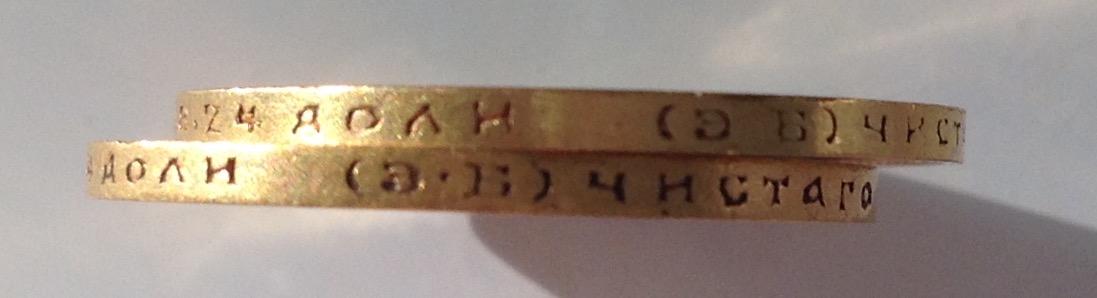 .24 ДОЛИ (Э Б) ЧИСТ
ДОЛИ (Э·Б) ЧИСТАГО